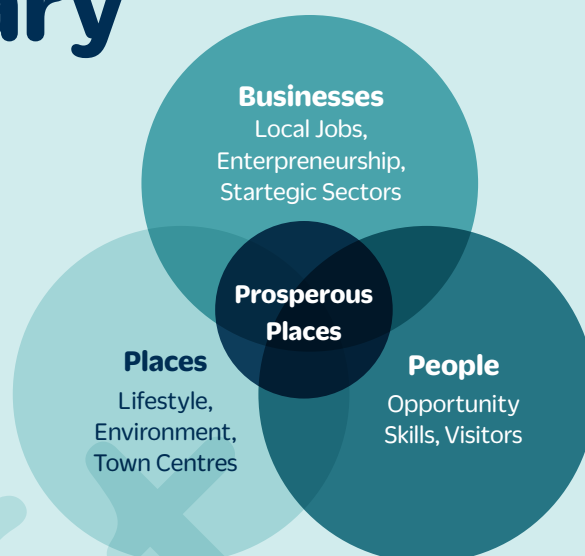 ary
Businesses
Local Jobs,
Enterpreneurship,
Startegic Sectors
Prosperous
Places
Places
Lifestyle,
Environment,
Town Centres
People
Opportunity
Skills, Visitors